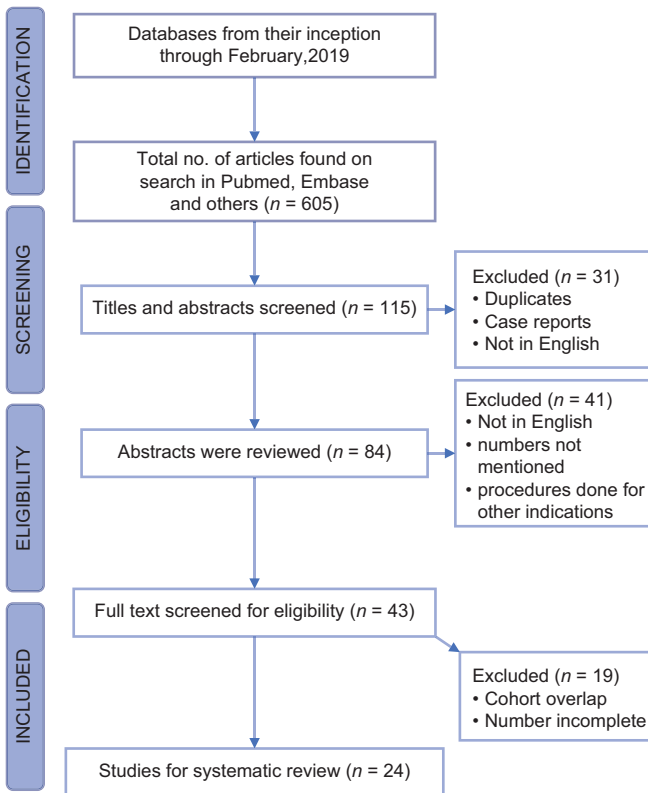 IDENTIFICATION
Databases from their inception
through February,2019
Total no. of articles found on
search in Pubmed, Embase
and others (n = 605)
SCREENING
Titles and abstracts screened (n = 115)
Excluded (n = 31)
• Duplicates
• Case reports
• Not in English
ELIGIBILITY
Abstracts were reviewed (n = 84)
Excluded (n = 41)
• Not in English
• numbers not
mentioned
• procedures done for
other indications
Full text screened for eligibility (n = 43)
INCLUDED
Excluded (n = 19)
• Cohort overlap
• Number incomplete
Studies for systematic review (n = 24)